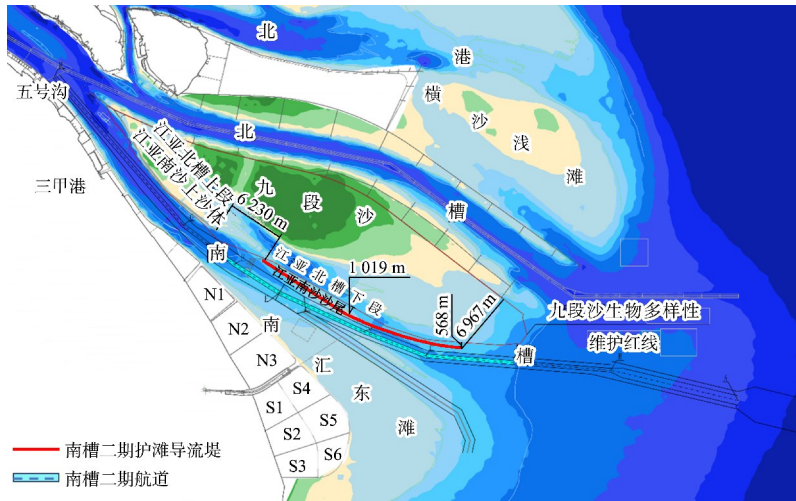 北
港
五号沟
横
沙
浅
滩
北
槽
三甲港
江亚北槽上段
江亚南沙上沙体
九
段
沙
6 230 m
南
江亚北槽下段
江亚南沙沙尾
1 019 m
568 m
6 967 m
槽
九段沙生物多样性
维护红线
N1
N2
N3
南
汇
东
滩
S4
S1
S5
S2
S3
S6
南槽二期护滩导流堤
南槽二期航道